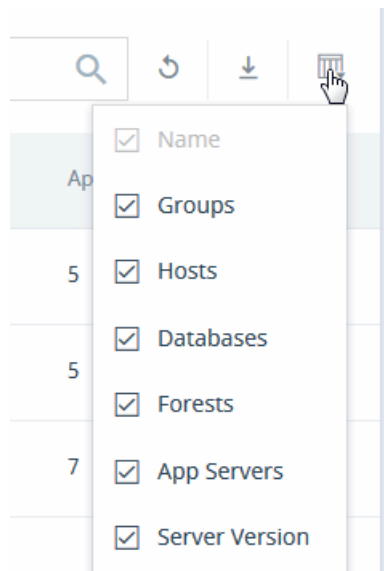 Name
Ap
Groups
5
Hosts
Databases
5
Forests
7
App Servers
Server Version